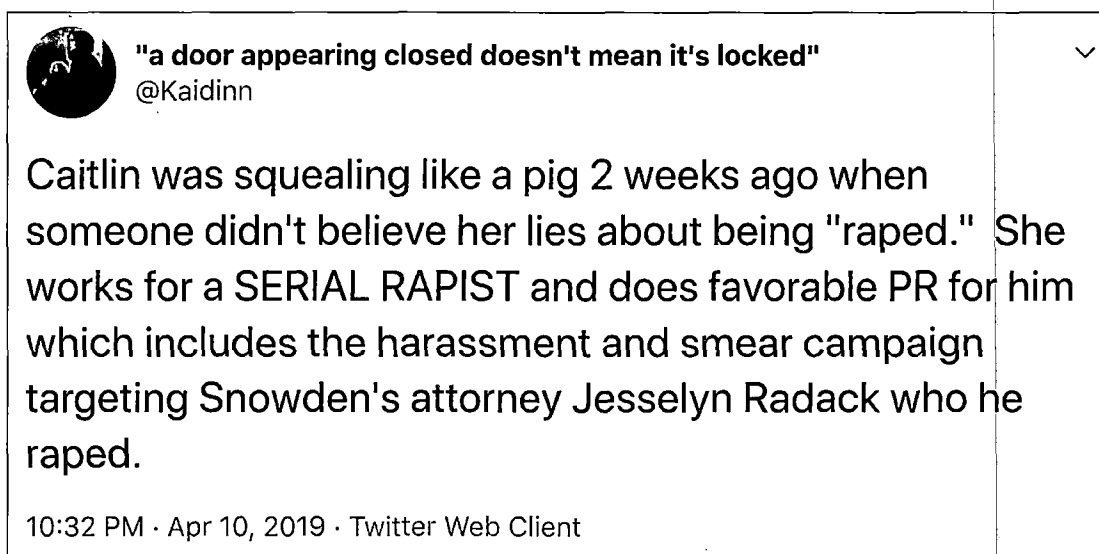 "a door appearing closed doesn't mean it's locked"
@Kaidinn
Caitlin was squealing like a pig 2 weeks ago when
someone didn't believe her lies about being "raped." She
works for a SERIAL RAPIST and does favorable PR for him
which includes the harassment and smear campaign
targeting Snowden's attorney Jesselyn Radack who he
raped.
10:32 PM · Apr 10, 2019 · Twitter Web Client